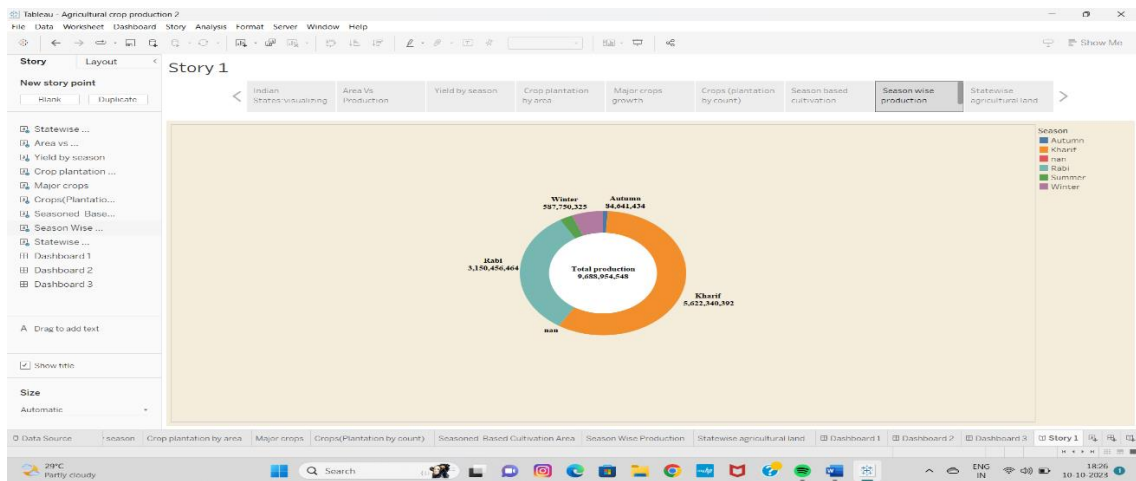 Tableau - Agricultural crop production 2
File Data Worksheet Dashboard Story Analysis Format Server Window Help
Show Me
Story Layout
Story 1
New story point
Blank Duplicate
Indian States visualizing
Area Vs Production
Yield by season
Crop plantation by area
Major crops growth
Crops (plantation by count)
Season based cultivation
Season wise production
Statewise agricultural land
Statewise ...
Area vs ...
Yield by season
Crop plantation ...
Major crops
Crops(Plantatio...
Seasoned Base...
Season Wise ...
Statewise ...
Dashboard 1
Dashboard 2
Dashboard 3
A Drag to add text
Show title
Size
Automatic
Winter
587,750,325
Autumn
84,641,434
Rabi
3,150,456,464
Total production
9,688,954,548
Kharif
5,622,340,392
nan
Season
Autumn
Kharif
nan
Rabi
Summer
Winter
Data Source season Crop plantation by area Major crops Crops(Plantation by count) Seasoned Based Cultivation Area Season Wise Production Statewise agricultural land Dashboard 1 Dashboard 2 Dashboard 3 Story 1
29°C
Partly cloudy
Search
ENG
IN
18:26
10-10-2023